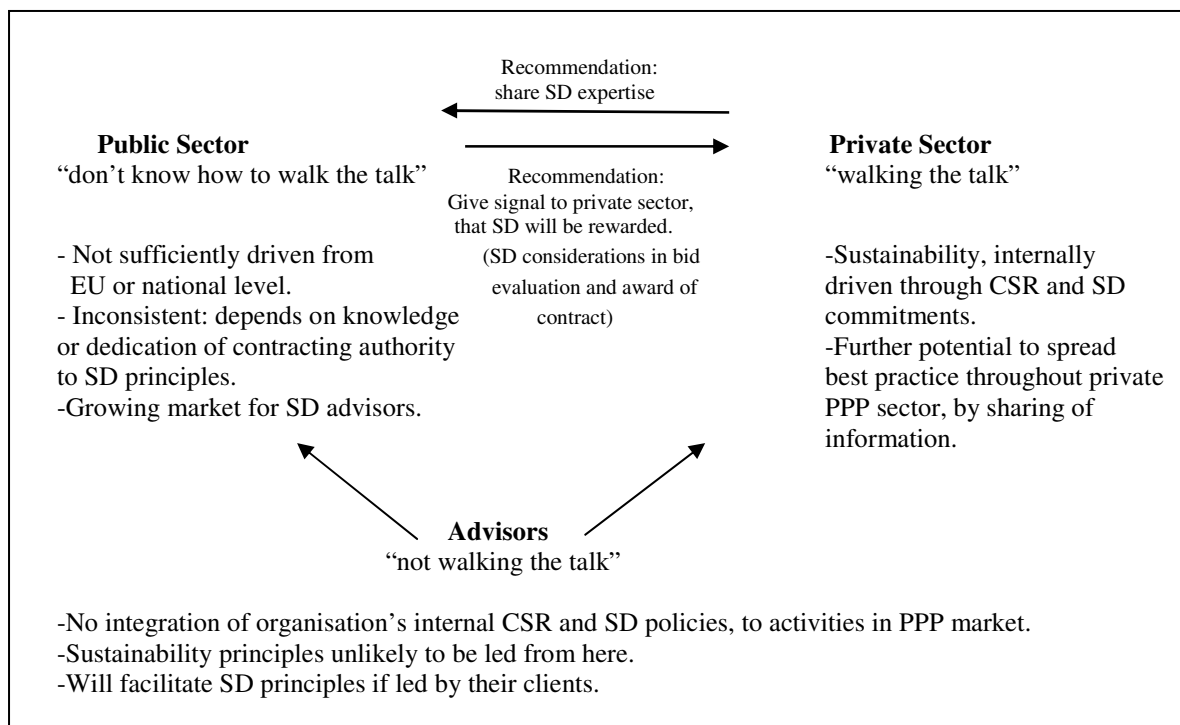 Recommendation:
share SD expertise
Public Sector
“don’t know how to walk the talk”
- Not sufficiently driven from
EU or national level.
- Inconsistent: depends on knowledge
or dedication of contracting authority
to SD principles.
-Growing market for SD advisors.
Recommendation:
Give signal to private sector,
that SD will be rewarded.
(SD considerations in bid
evaluation and award of
contract)
Private Sector
“walking the talk”
-Sustainability, internally
driven through CSR and SD
commitments.
-Further potential to spread
best practice throughout private
PPP sector, by sharing of
information.
Advisors
“not walking the talk”
-No integration of organisation’s internal CSR and SD policies, to activities in PPP market.
-Sustainability principles unlikely to be led from here.
-Will facilitate SD principles if led by their clients.